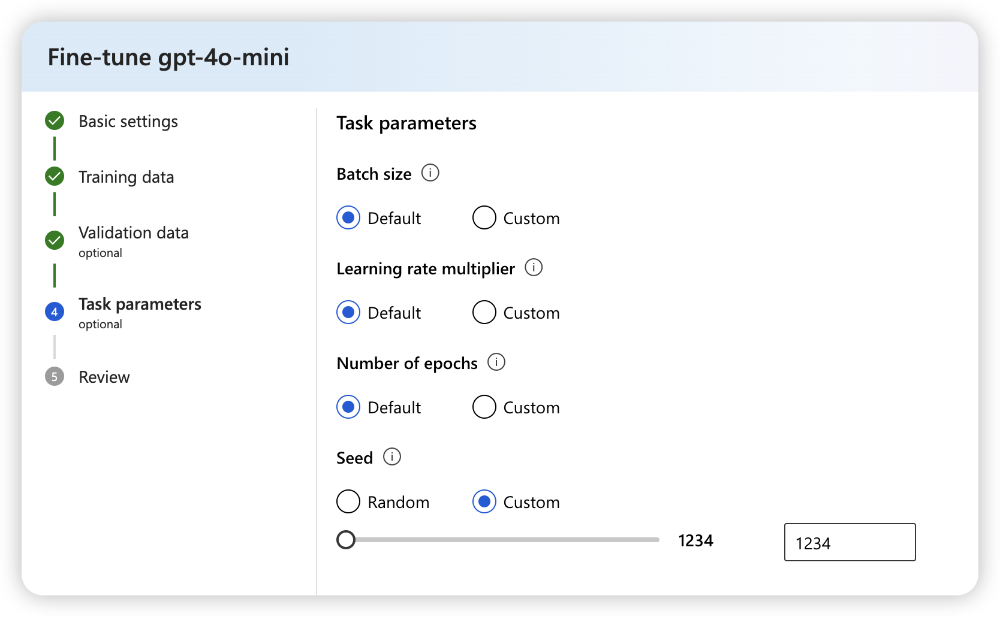 Fine-tune gpt-4o-mini
Basic settings
Training data
Validation data
optional
4
Task parameters
optional
5
Review
Task parameters
Batch size
Default
Custom
Learning rate multiplier
Default
Custom
Number of epochs
Default
Custom
Seed
Random
Custom
1234
1234